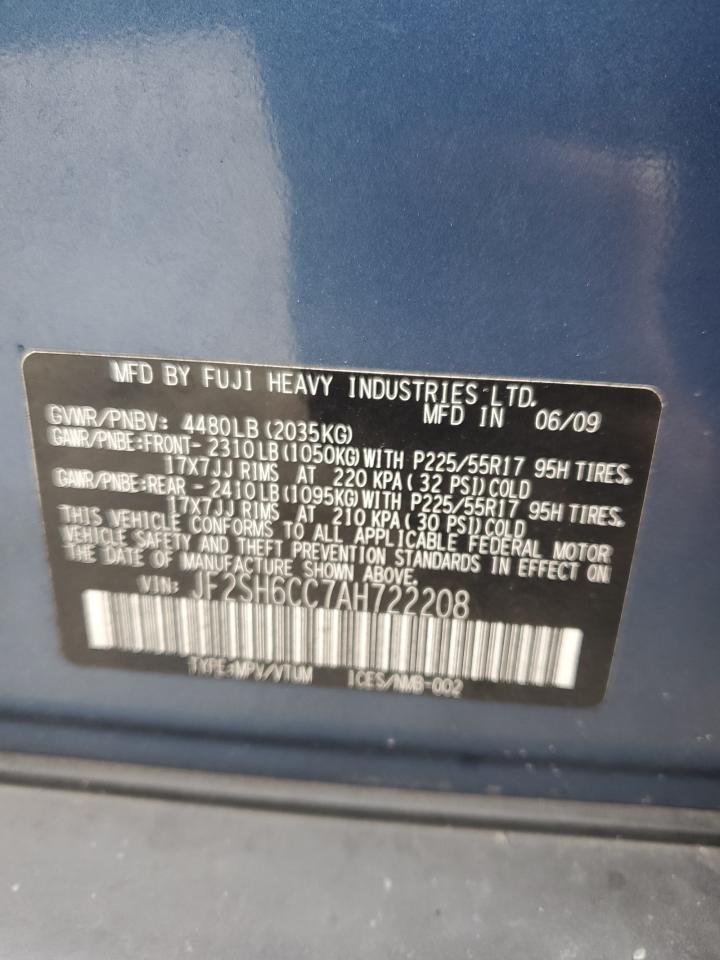 MFD BY FUJI HEAVY INDUSTRIES LTD.
MFD IN 06/09
GVWR/PNBV: 4480LB(2035KG)
GAWR/PNBE:FRONT- 2310LB(1050KG)WITH P225/55R17 95H TIRES,
17X7JJ RIMS AT 220 KPA( 32 PSI)COLD
GAWR/PNBE:REAR - 2410LB(1095KG)WITH P225/55R17 95H TIRES,
17X7JJ RIMS AT 210 KPA( 30 PSI)COLD
THIS VEHICLE CONFORMS TO ALL APPLICABLE FEDERAL MOTOR
VEHICLE SAFETY AND THEFT PREVENTION STANDARDS IN EFFECT ON
THE DATE OF MANUFACTURE SHOWN ABOVE.
VIN: JF2SH6CC7AH722208
TYPE:MPV/VTUM ICES/NMB-002